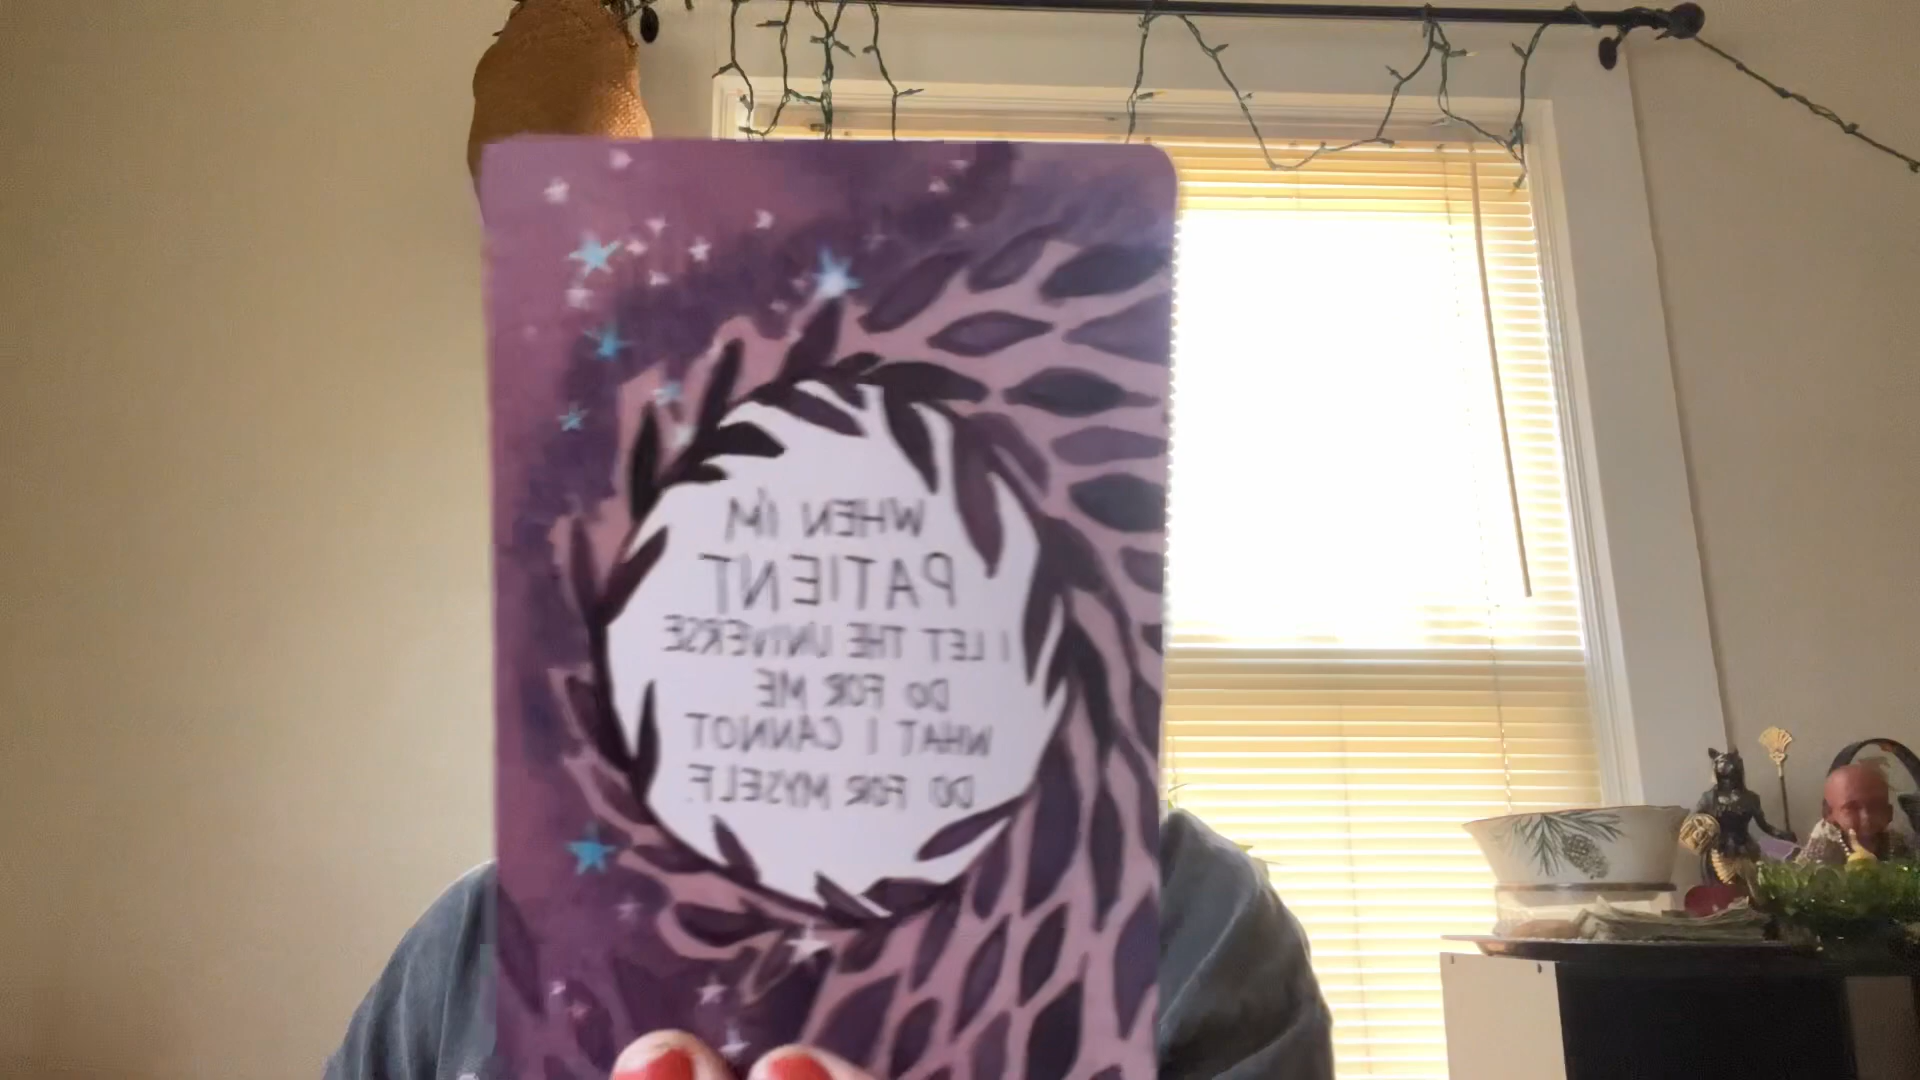 WHEN I'M
PATIENT
I LET THE UNIVERSE
DO FOR ME
WHAT I CANNOT
DO FOR MYSELF.